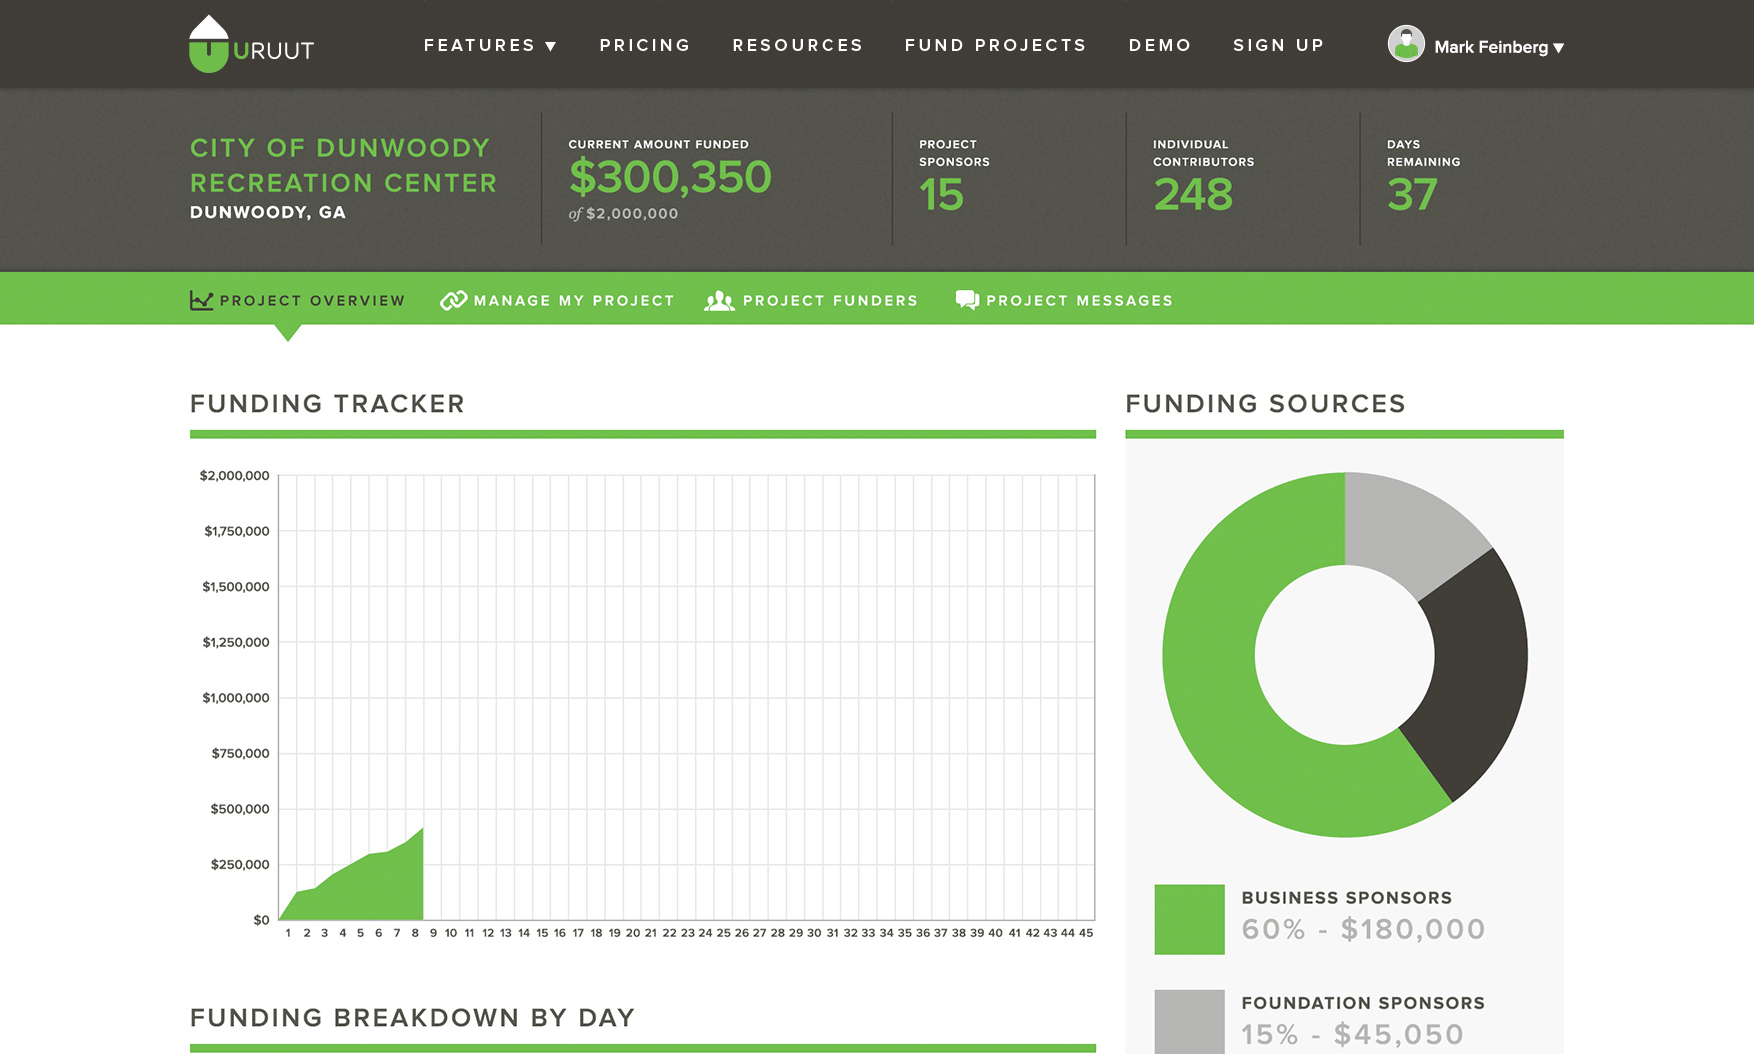 URUUT
FEATURES ▼
PRICING
RESOURCES
FUND PROJECTS
DEMO
SIGN UP
Mark Feinberg ▼
CITY OF DUNWOODY
RECREATION CENTER
DUNWOODY, GA
CURRENT AMOUNT FUNDED
$300,350
of $2,000,000
PROJECT
SPONSORS
15
INDIVIDUAL
CONTRIBUTORS
248
DAYS
REMAINING
37
PROJECT OVERVIEW
MANAGE MY PROJECT
PROJECT FUNDERS
PROJECT MESSAGES
FUNDING TRACKER
$2,000,000
$1,750,000
$1,500,000
$1,250,000
$1,000,000
$750,000
$500,000
$250,000
$0
1 2 3 4 5 6 7 8 9 10 11 12 13 14 15 16 17 18 19 20 21 22 23 24 25 26 27 28 29 30 31 32 33 34 35 36 37 38 39 40 41 42 43 44 45
FUNDING SOURCES
BUSINESS SPONSORS
60% - $180,000
FOUNDATION SPONSORS
15% - $45,050
FUNDING BREAKDOWN BY DAY